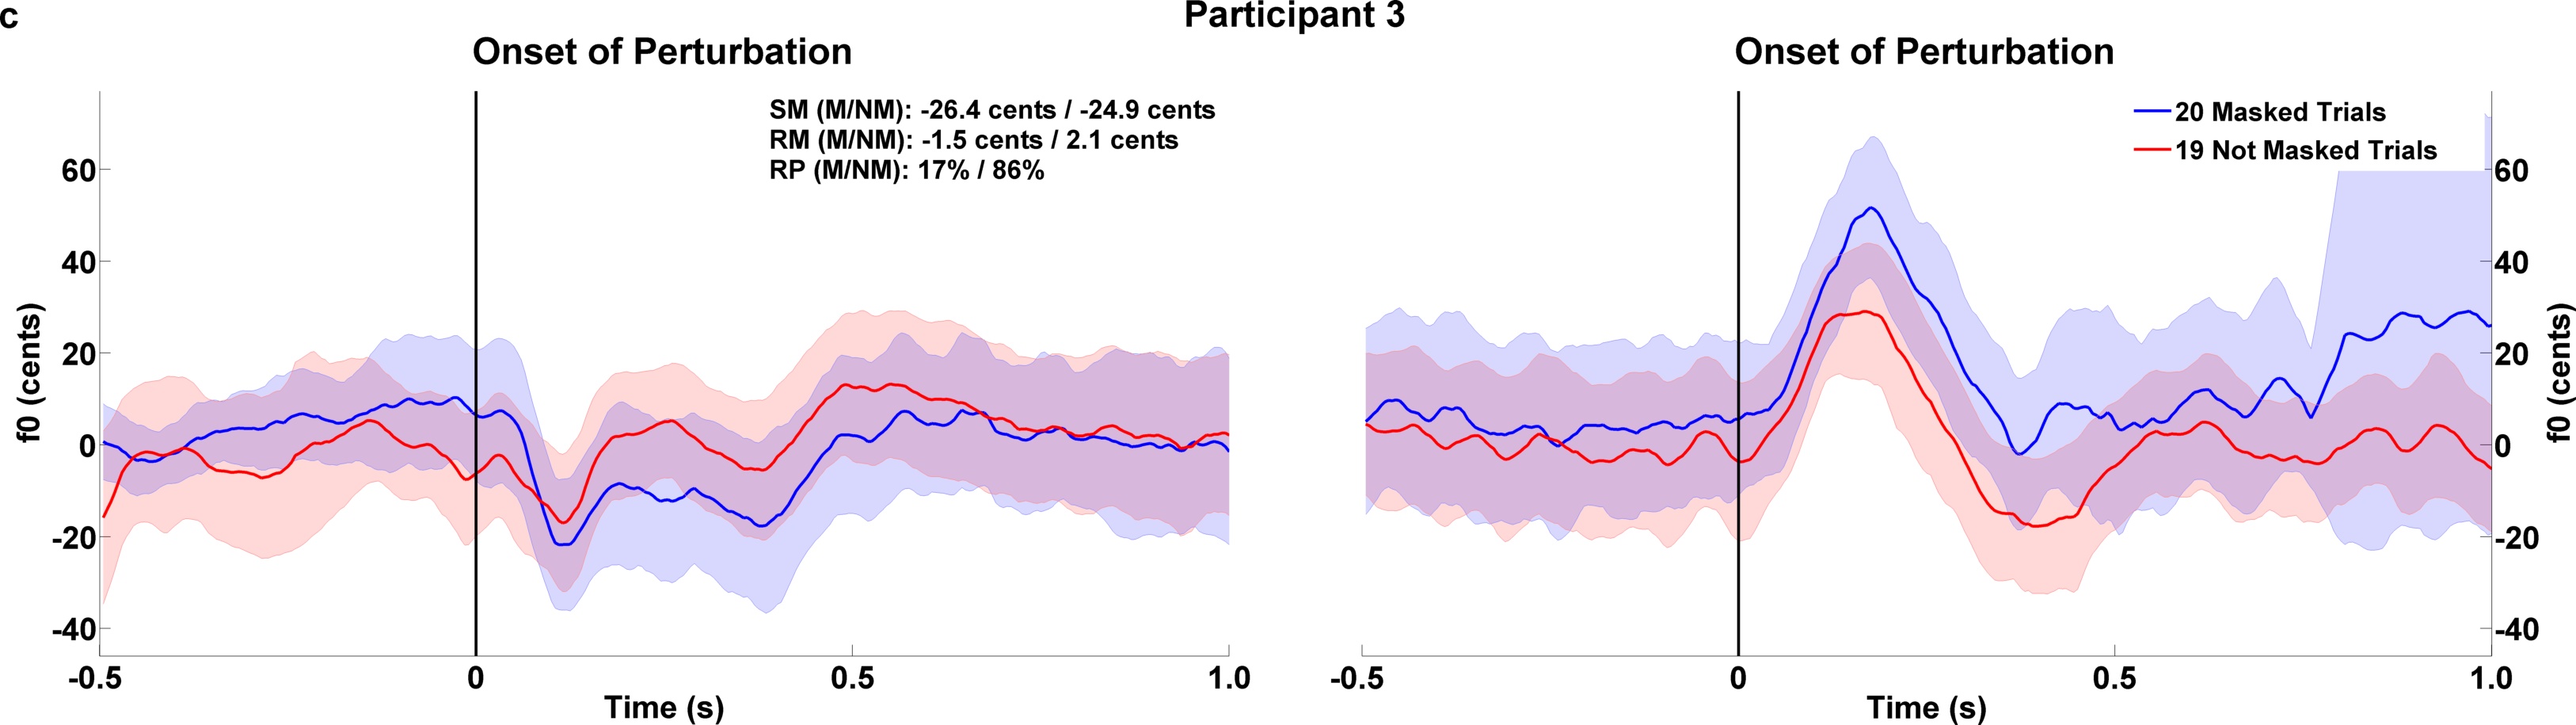 c
Participant 3
Onset of Perturbation
Onset of Perturbation
SM (M/NM): -26.4 cents / -24.9 cents
RM (M/NM): -1.5 cents / 2.1 cents
RP (M/NM): 17% / 86%
20 Masked Trials
19 Not Masked Trials
f0 (cents)
60
40
20
0
-20
-40
60
40
20
0
-20
-40
f0 (cents)
-0.5 0 0.5 1.0
-0.5 0 0.5 1.0
Time (s)
Time (s)